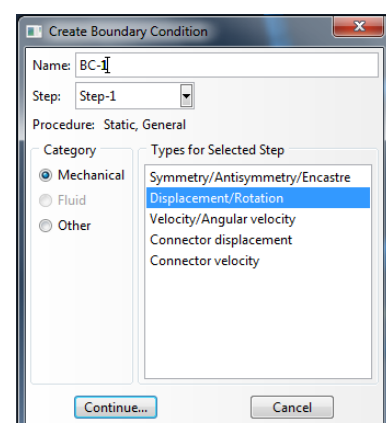 Create Boundary Condition
Name: BC-1
Step: Step-1
Procedure: Static, General
Category
Mechanical
Fluid
Other
Types for Selected Step
Symmetry/Antisymmetry/Encastre
Displacement/Rotation
Velocity/Angular velocity
Connector displacement
Connector velocity
Continue... Cancel